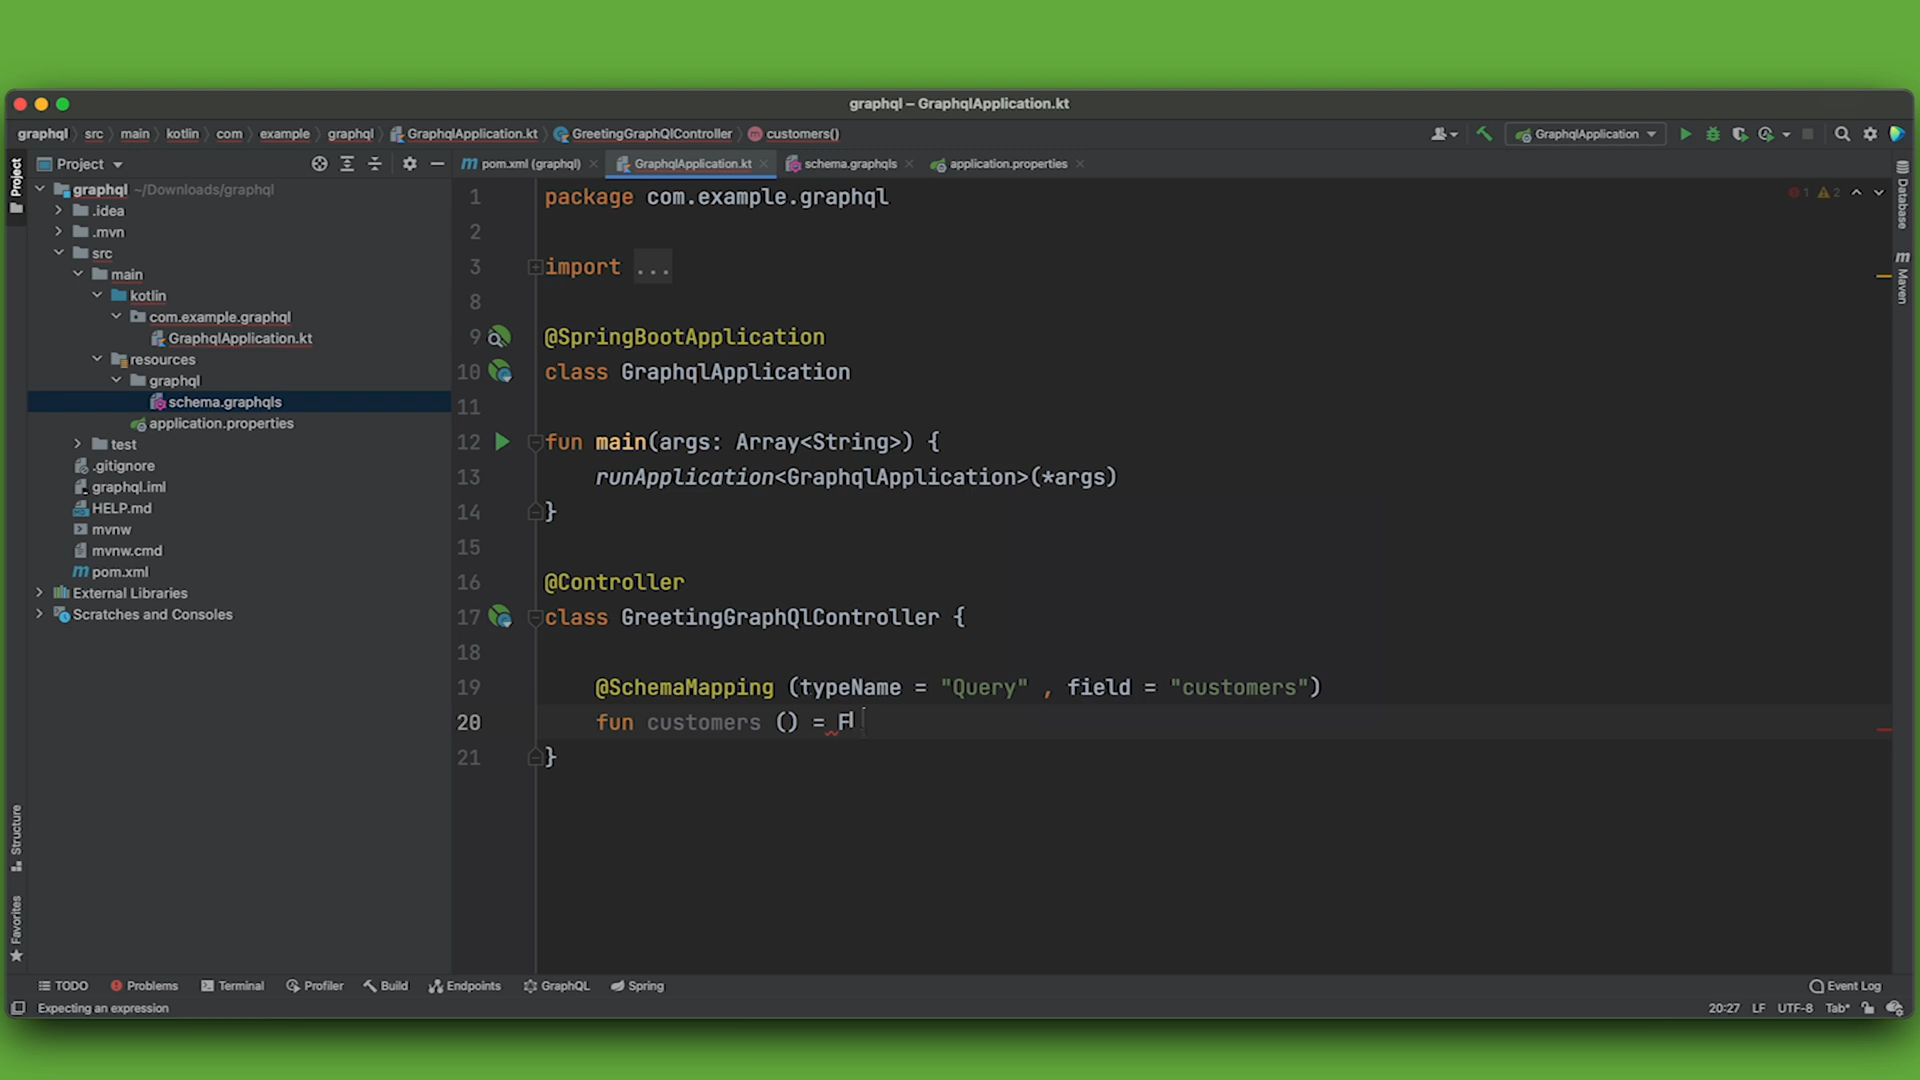 graphql – GraphqlApplication.kt
graphql src main kotlin com example graphql GraphqlApplication.kt GreetingGraphQlController customers()
GraphqlApplication
Project
Project
pom.xml (graphql) GraphqlApplication.kt schema.graphqls application.properties
graphql ~/Downloads/graphql
.idea
.mvn
src
main
kotlin
com.example.graphql
GraphqlApplication.kt
resources
graphql
schema.graphqls
application.properties
test
.gitignore
graphql.iml
HELP.md
mvnw
mvnw.cmd
pom.xml
External Libraries
Scratches and Consoles
1 package com.example.graphql
1 2
2
3 import ...
8
9 @SpringBootApplication
10 class GraphqlApplication
11
12 fun main(args: Array<String>) {
13 runApplication<GraphqlApplication>(*args)
14 }
15
16 @Controller
17 class GreetingGraphQlController {
18
19 @SchemaMapping (typeName = "Query" , field = "customers")
20 fun customers () = F
21 }
Database
Maven
Structure
Favorites
TODO Problems Terminal Profiler Build Endpoints GraphQL Spring Event Log
Expecting an expression 20:27 LF UTF-8 Tab*